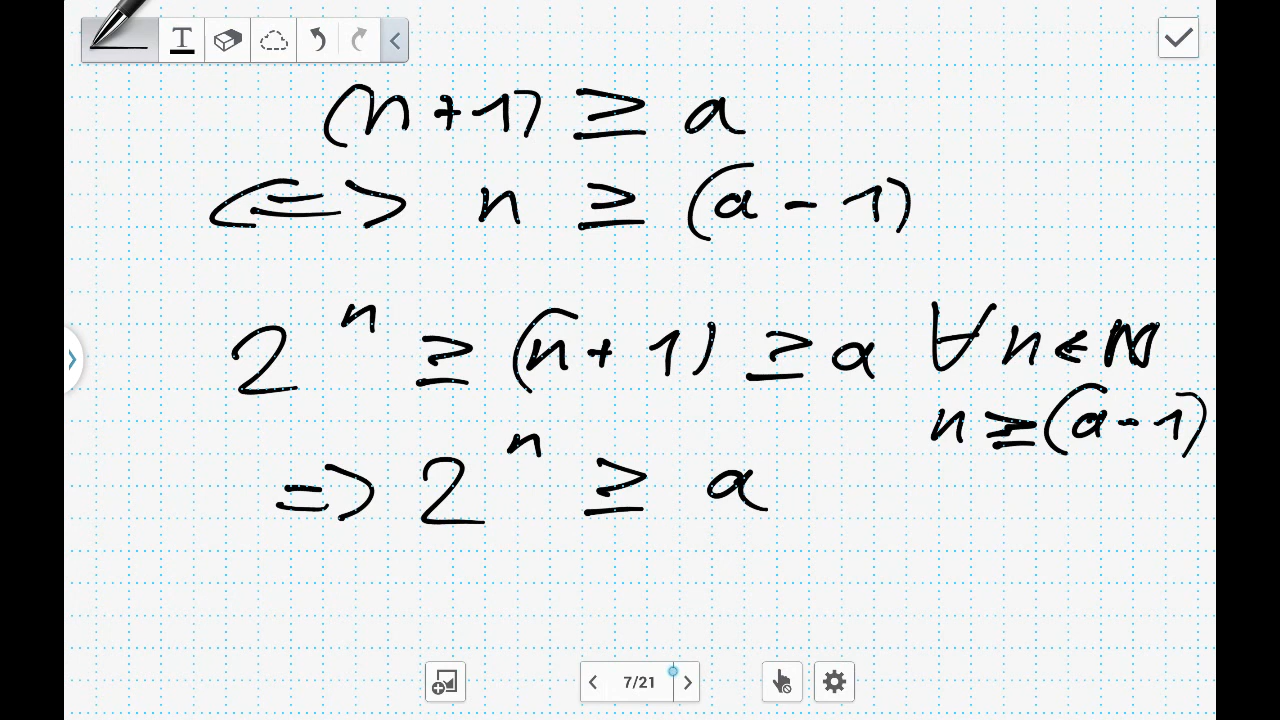 T
(n+1) ≥ a
<=> n ≥ (a - 1)
2^n ≥ (n+1) ≥ a ∀ n ∈ ℕ
n ≥ (a-1)
=> 2^n ≥ a
7/21